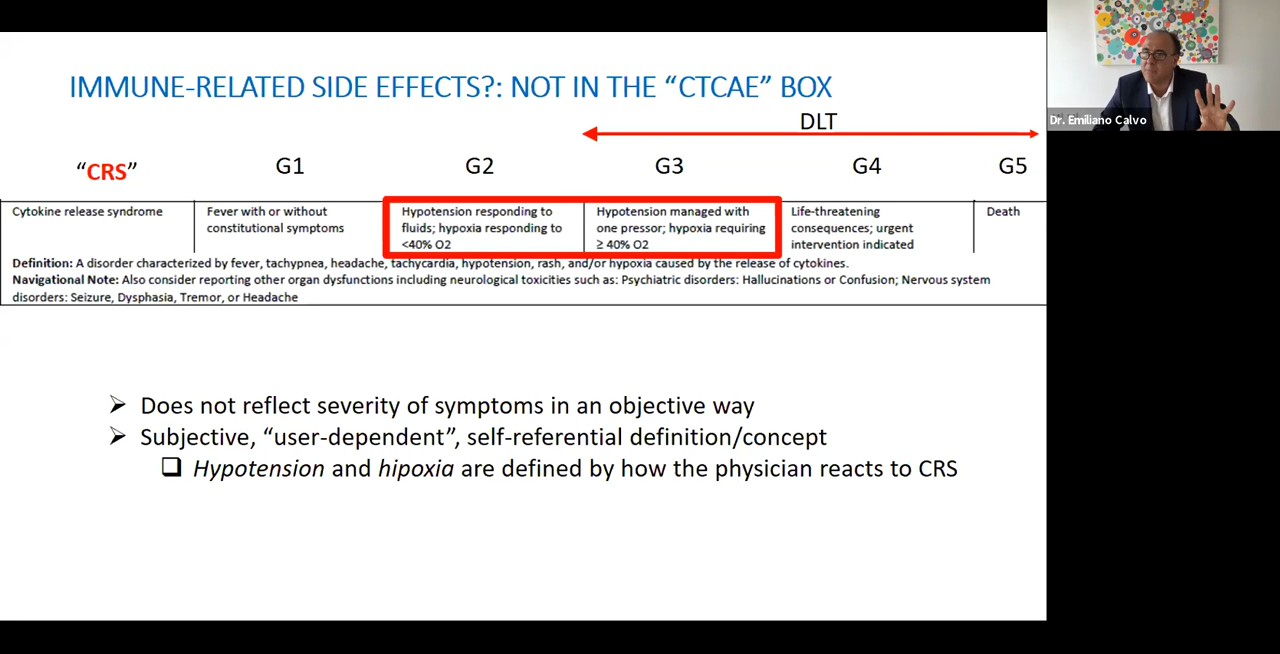 IMMUNE-RELATED SIDE EFFECTS?: NOT IN THE “CTCAE” BOX
DLT
“CRS” G1 G2 G3 G4 G5
Cytokine release syndrome
Fever with or without
constitutional symptoms
Hypotension responding to
fluids; hypoxia responding to
<40% O2
Hypotension managed with
one pressor; hypoxia requiring
≥ 40% O2
Life-threatening
consequences; urgent
intervention indicated
Death
Definition: A disorder characterized by fever, tachypnea, headache, tachycardia, hypotension, rash, and/or hypoxia caused by the release of cytokines.
Navigational Note: Also consider reporting other organ dysfunctions including neurological toxicities such as: Psychiatric disorders: Hallucinations or Confusion; Nervous system
disorders: Seizure, Dysphasia, Tremor, or Headache
Does not reflect severity of symptoms in an objective way
Subjective, “user-dependent”, self-referential definition/concept
Hypotension and hipoxia are defined by how the physician reacts to CRS
Dr. Emiliano Calvo